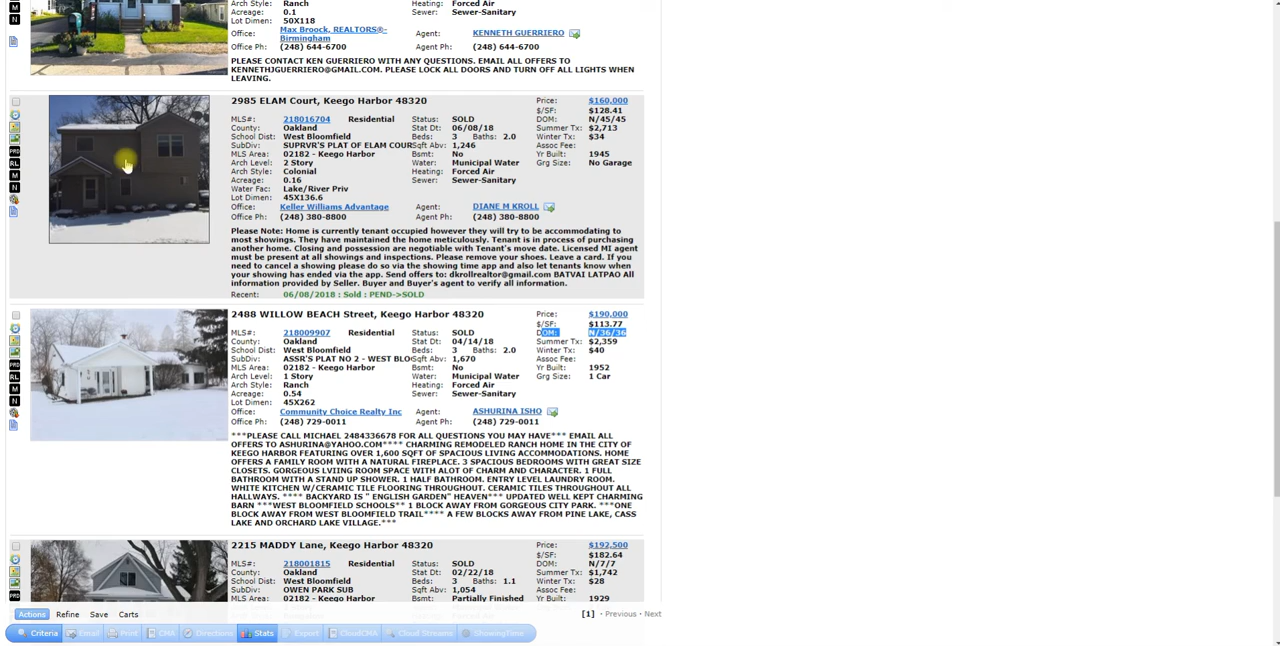 Arch Style: Ranch Heating: Forced Air
Acreage: 0.1 Sewer: Sewer-Sanitary
Lot Dimen: 50X118
Office: Max Broock, REALTORS®- Birmingham Agent: KENNETH GUERRIERO
Office Ph: (248) 644-6700 (248) 644-6700
PLEASE CONTACT KEN GUERRIERO WITH ANY QUESTIONS. EMAIL ALL OFFERS TO
KENNETHJGUERRIERO@GMAIL.COM. PLEASE LOCK ALL DOORS AND TURN OFF ALL LIGHTS WHEN
LEAVING.
2985 ELAM Court, Keego Harbor 48320 Price: $160,000
$/SF: $128.41
MLS#: 218016704 Residential Status: SOLD DOM: N/45/45
County: Oakland Stat Dt: 06/08/18 Summer Tx: $2,713
School Dist: West Bloomfield Beds: 3 Baths: 2.0 Winter Tx: $34
SubDiv: SUPRVR'S PLAT OF ELAM COUR Sqft Abv: 1,246 Assoc Fee:
MLS Area: 02182 - Keego Harbor Bsmt: No Yr Built: 1945
Arch Level: 2 Story Water: Municipal Water Grg Size: No Garage
Arch Style: Colonial Heating: Forced Air
Acreage: 0.16 Sewer: Sewer-Sanitary
Water Fac: Lake/River Priv
Lot Dimen: 45X136.6
Office: Keller Williams Advantage Agent: DIANE M KROLL
Office Ph: (248) 380-8800 (248) 380-8800
Please Note: Home is currently tenant occupied however they will try to be accommodating to
most showings. They have maintained the home meticulously. Tenant is in process of purchasing
another home. Closing and possession are negotiable with Tenant's move date. Licensed MI agent
must be present at all showings and inspections. Please remove your shoes. Leave a card. If you
need to cancel a showing please do so via the showing time app and also let tenants know when
your showing has ended via the app. Send offers to: dkrollrealtor@gmail.com BATVAI LATPAO All
information provided by Seller. Buyer and Buyer's agent to verify all information.
Recent: 06/08/2018 : Sold : PEND->SOLD
2488 WILLOW BEACH Street, Keego Harbor 48320 Price: $190,000
$/SF: $113.77
MLS#: 218009907 Residential Status: SOLD DOM: N/36/36
County: Oakland Stat Dt: 04/14/18 Summer Tx: $2,359
School Dist: West Bloomfield Beds: 3 Baths: 2.0 Winter Tx: $40
SubDiv: ASSR'S PLAT NO 2 - WEST BLO Sqft Abv: 1,670 Assoc Fee:
MLS Area: 02182 - Keego Harbor Bsmt: No Yr Built: 1952
Arch Level: 1 Story Water: Municipal Water Grg Size: 1 Car
Arch Style: Ranch Heating: Forced Air
Acreage: 0.54 Sewer: Sewer-Sanitary
Lot Dimen: 45X262
Office: Community Choice Realty Inc Agent: ASHURINA ISHO
Office Ph: (248) 729-0011 (248) 729-0011
***PLEASE CALL MICHAEL 2484336678 FOR ALL QUESTIONS YOU MAY HAVE*** EMAIL ALL
OFFERS TO ASHURINA@YAHOO.COM**** CHARMING REMODELED RANCH HOME IN THE CITY OF
KEEGO HARBOR FEATURING OVER 1,600 SQFT OF SPACIOUS LIVING ACCOMMODATIONS. HOME
OFFERS A FAMILY ROOM WITH A NATURAL FIREPLACE. 3 SPACIOUS BEDROOMS WITH GREAT SIZE
CLOSETS. GORGEOUS LVIING ROOM SPACE WITH ALOT OF CHARM AND CHARACTER. 1 FULL
BATHROOM WITH A STAND UP SHOWER. 1 HALF BATHROOM. ENTRY LEVEL LAUNDRY ROOM.
WHITE KITCHEN W/CERAMIC TILE FLOORING THROUGHOUT. CERAMIC TILES THROUGHOUT ALL
HALLWAYS. **** BACKYARD IS " ENGLISH GARDEN" HEAVEN*** UPDATED WELL KEPT CHARMING
BARN ***WEST BLOOMFIELD SCHOOLS** 1 BLOCK AWAY FROM GORGEOUS CITY PARK. ***ONE
BLOCK AWAY FROM WEST BLOOMFIELD TRAIL**** A FEW BLOCKS AWAY FROM PINE LAKE, CASS
LAKE AND ORCHARD LAKE VILLAGE.***
2215 MADDY Lane, Keego Harbor 48320 Price: $192,500
$/SF: $182.64
MLS#: 218001815 Residential Status: SOLD DOM: N/7/7
County: Oakland Stat Dt: 02/22/18 Summer Tx: $1,742
School Dist: West Bloomfield Beds: 3 Baths: 1.1 Winter Tx: $28
SubDiv: OWEN PARK SUB Sqft Abv: 1,054 Assoc Fee:
MLS Area: 02182 - Keego Harbor Bsmt: Partially Finished Yr Built: 1929
Actions Refine Save Carts [1] · Previous · Next
Criteria Email Print CMA Directions Stats Export CloudCMA Cloud Streams ShowingTime